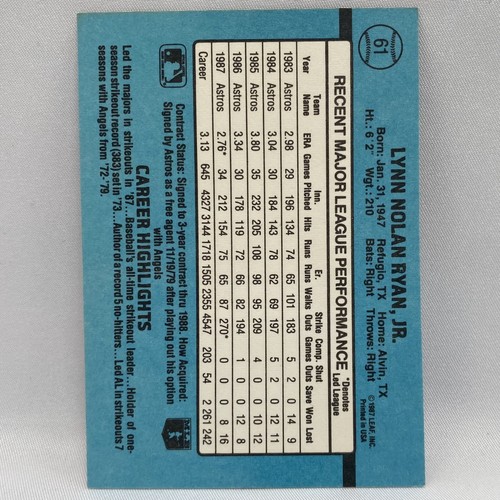 61
LYNN NOLAN RYAN, JR.
Born: Jan. 31, 1947 Refugio, TX Home: Alvin, TX
Ht.: 6' 2" Wgt.: 210 Bats: Right Throws: Right
© 1987 LEAF, INC.
Printed in USA
RECENT MAJOR LEAGUE PERFORMANCE *Denotes
Led League
Team Inn. Er. Strike Comp. Shut
Year Name ERA Games Pitched Hits Runs Runs Walks Outs Games Outs Save Won Lost
1983 Astros 2.98 29 196 134 74 65 101 183 5 2 0 14 9
1984 Astros 3.04 30 184 143 78 62 69 197 5 2 0 12 11
1985 Astros 3.80 35 232 205 108 98 95 209 4 0 0 10 12
1986 Astros 3.34 30 178 119 72 66 82 194 1 0 0 12 8
1987 Astros 2.76* 34 212 154 75 65 87 270* 0 0 0 8 16
Career 3.13 645 4327 3144 1718 1505 2355 4547 203 54 2 261 242
Contract Status: Signed to 3-year contract thru 1988. How Acquired:
Signed by Astros as a free agent 11/19/79 after playing out his option
with Angels
CAREER HIGHLIGHTS
Led the majors in strikeouts in '87...Baseball's all-time strikeout leader...Holder of one-
season strikeout record (383) set in '73...Author of a record 5 no-hitters...Led AL in strikeouts 7
seasons with Angels from '72-'79.